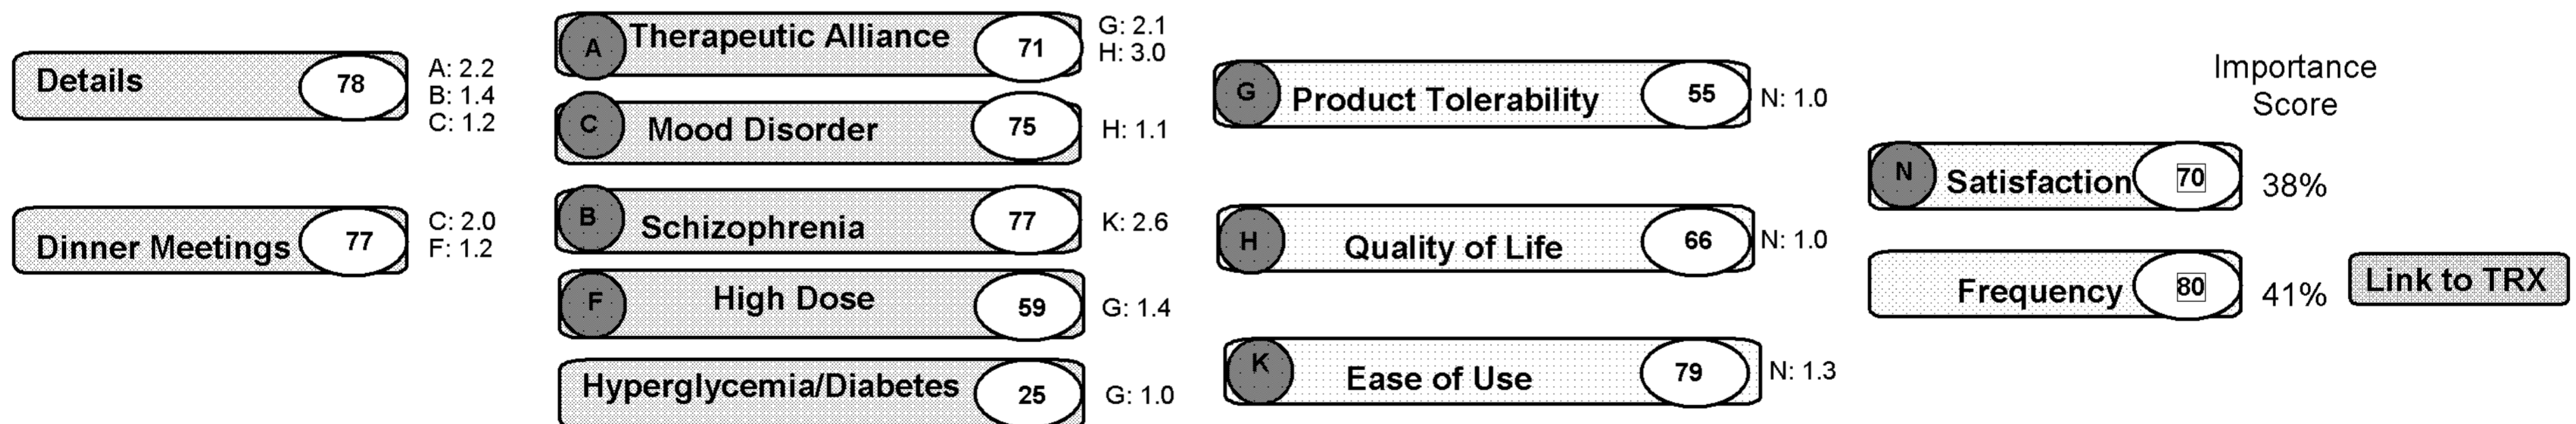 Details
78
A: 2.2
B: 1.4
C: 1.2
Dinner Meetings
77
C: 2.0
F: 1.2
A
Therapeutic Alliance
71
G: 2.1
H: 3.0
C
Mood Disorder
75
H: 1.1
B
Schizophrenia
77
K: 2.6
F
High Dose
59
G: 1.4
Hyperglycemia/Diabetes
25
G: 1.0
G
Product Tolerability
55
N: 1.0
H
Quality of Life
66
N: 1.0
K
Ease of Use
79
N: 1.3
Importance
Score
N
Satisfaction
70
38%
Frequency
80
41%
Link to TRX